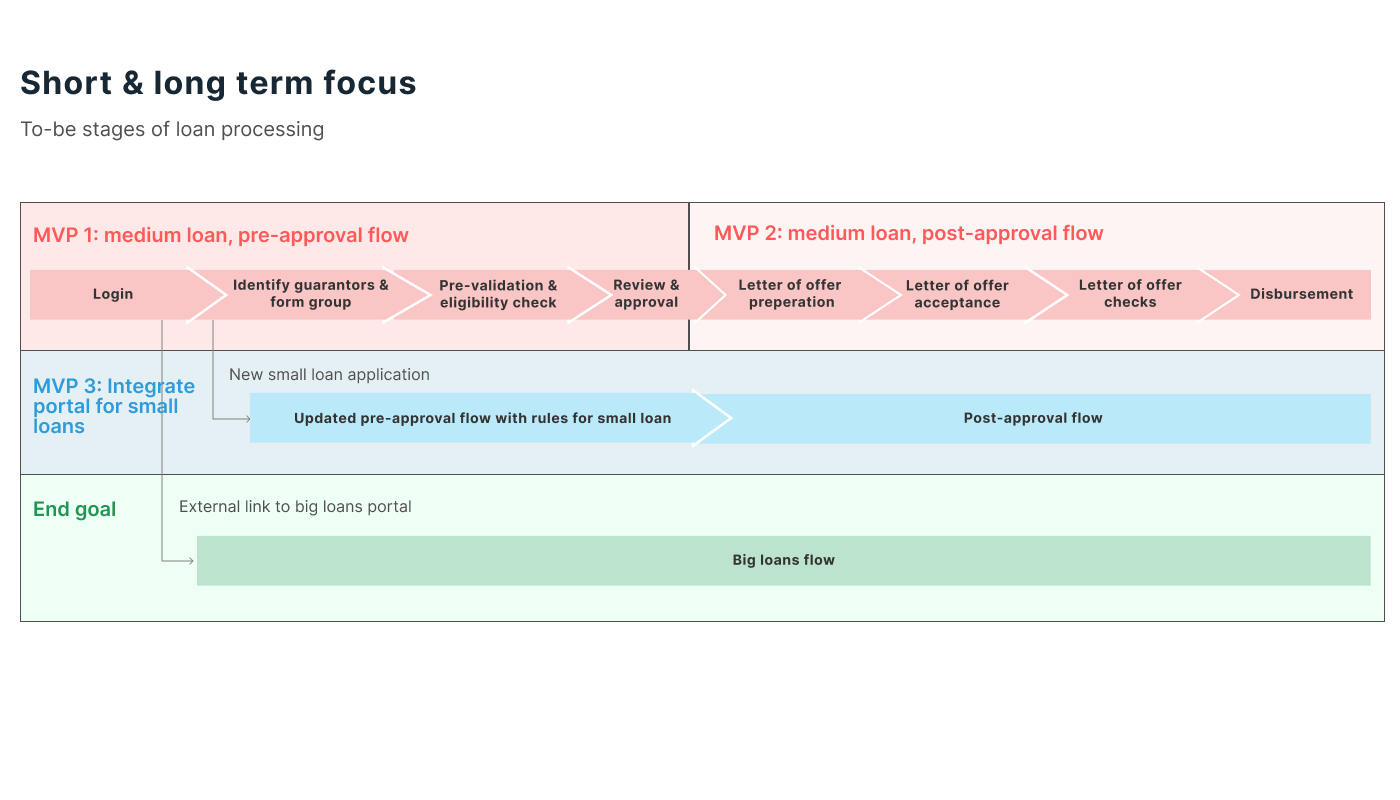 Short & long term focus
To-be stages of loan processing
MVP 1: medium loan, pre-approval flow
MVP 2: medium loan, post-approval flow
Login
Identify guarantors &
form group
Pre-validation &
eligibility check
Review &
approval
Letter of offer
preperation
Letter of offer
acceptance
Letter of offer
checks
Disbursement
MVP 3: Integrate
portal for small
loans
New small loan application
Updated pre-approval flow with rules for small loan
Post-approval flow
End goal
External link to big loans portal
Big loans flow